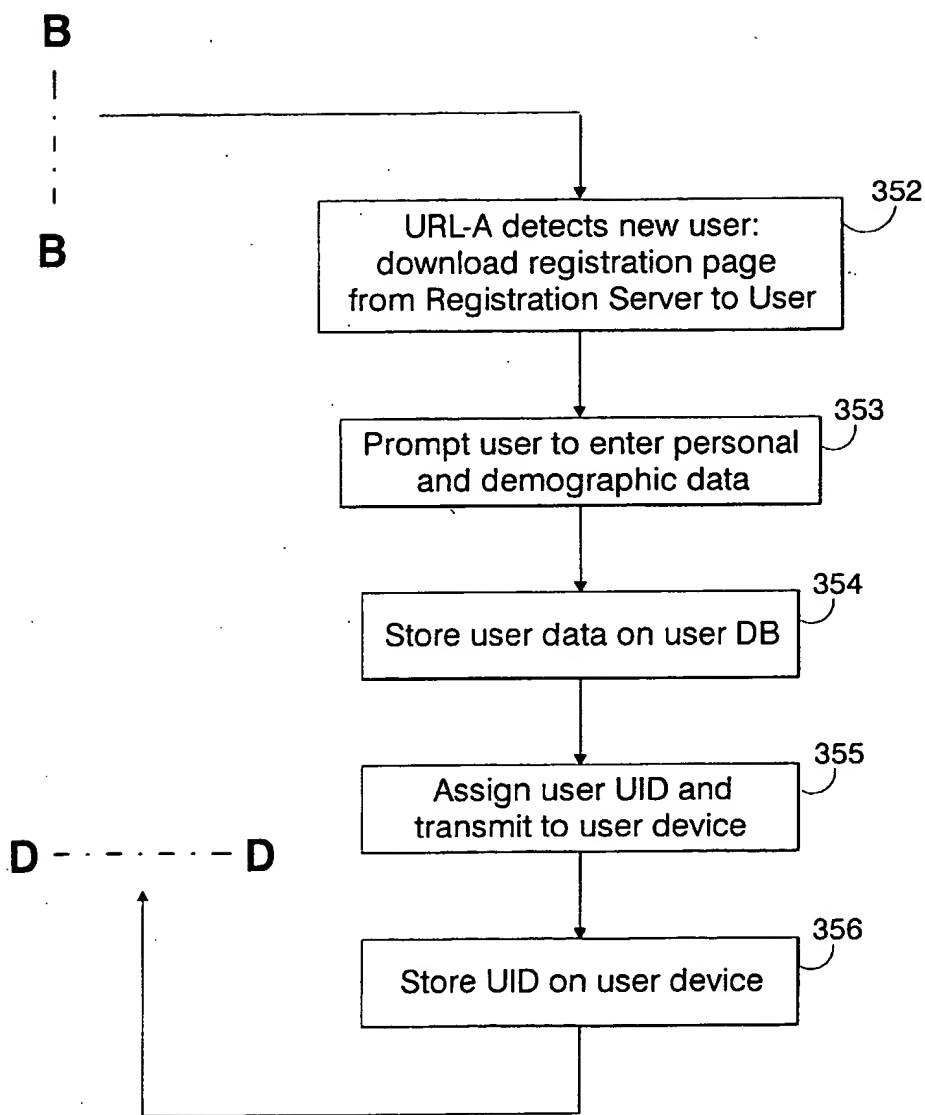 B
B
352
URL-A detects new user:
download registration page
from Registration Server to User
353
Prompt user to enter personal
and demographic data
354
Store user data on user DB
355
Assign user UID and
transmit to user device
D D
356
Store UID on user device